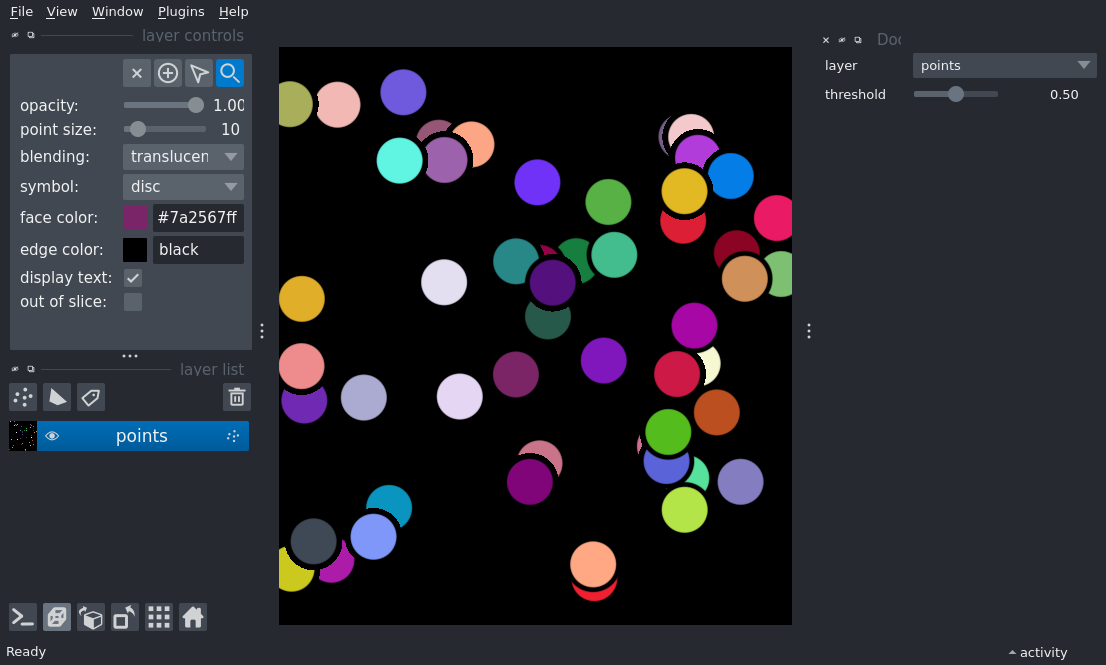 File View Window Plugins Help
layer controls
opacity: 1.00
point size: 10
blending: translucen
symbol: disc
face color: #7a2567ff
edge color: black
display text:
out of slice:
layer list
points
Doc
layer points
threshold 0.50
Ready
activity